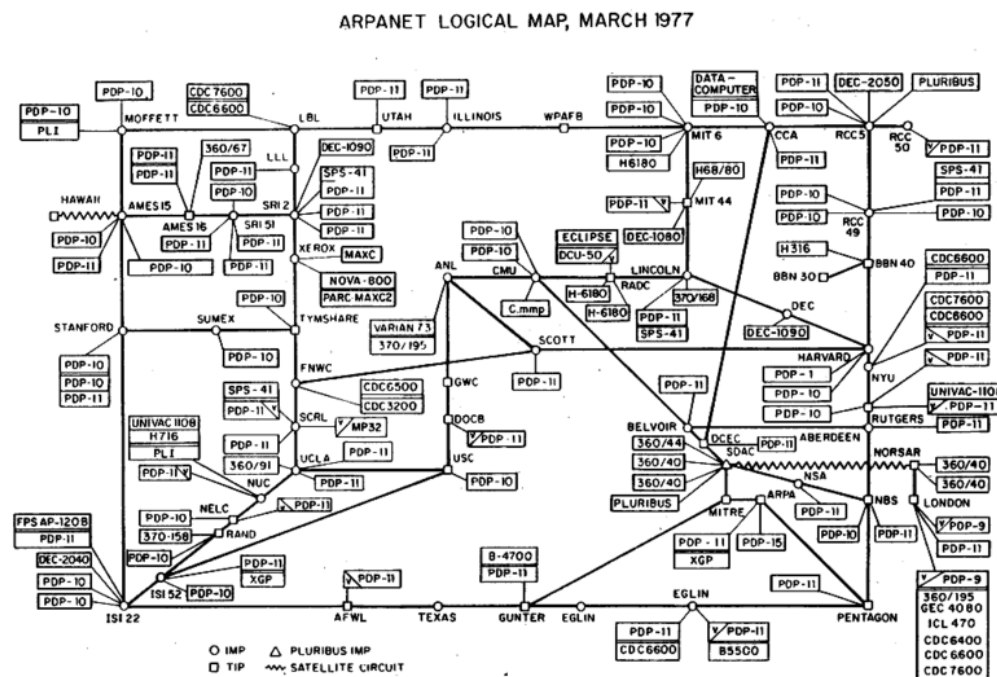 ARPANET LOGICAL MAP, MARCH 1977
PDP-10
PLI
PDP-10
MOFFETT
CDC7600
CDC6600
LBL
PDP-11
UTAH
PDP-11
ILLINOIS
PDP-11
WPAFB
PDP-10
PDP-10
PDP-10
H6180
MIT 6
DATA-
COMPUTER
PDP-10
CCA
PDP-11
PDP-11
PDP-10
DEC-2050
PLURIBUS
RCC 5
RCC
50
PDP-11
LLL
PDP-11
PDP-11
360/67
PDP-11
PDP-10
DEC-1090
SPS-41
PDP-11
PDP-11
PDP-11
HAWAII
AMES 15
AMES 16
SRI 51
SRI 2
PDP-10
PDP-11
PDP-10
PDP-11
PDP-11
H68/80
PDP-11
MIT 44
DEC-1080
PDP-10
PDP-10
RCC
49
SPS-41
PDP-11
PDP-10
XEROX
MAXC
NOVA-800
PARC-MAXC2
ANL
PDP-10
PDP-10
CMU
C.mmp
ECLIPSE
DCU-50
RADC
H-6180
H-6180
LINCOLN
370/168
PDP-11
SPS-41
H316
BBN 30
BBN 40
CDC6600
PDP-11
CDC7600
CDC6600
PDP-11
PDP-11
STANFORD
PDP-10
PDP-10
PDP-11
SUMEX
PDP-10
PDP-10
TYMSHARE
VARIAN 73
370/195
SCOTT
PDP-11
DEC
DEC-1090
HARVARD
PDP-1
PDP-10
PDP-10
NYU
FNWC
CDC6500
CDC3200
GWC
SPS-41
PDP-11
SCRL
MP32
PDP-11
DOCB
PDP-11
PDP-11
BELVOIR
ABERDEEN
RUTGERS
UNIVAC-1108
PDP-11
PDP-11
UNIVAC 1108
H716
PLI
PDP-11
NUC
360/91
UCLA
PDP-11
PDP-11
USC
PDP-10
360/44
360/40
360/40
PLURIBUS
DCEC
PDP-11
SDAC
NSA
PDP-11
NORSAR
360/40
360/40
NELC
PDP-11
PDP-10
370-158
RAND
PDP-10
MITRE
ARPA
PDP-11
XGP
PDP-15
NBS
PDP-10
PDP-11
LONDON
PDP-9
PDP-11
FPS AP-120B
PDP-11
DEC-2040
PDP-10
PDP-10
ISI 22
ISI 52
PDP-11
XGP
PDP-10
PDP-11
AFWL
TEXAS
B-4700
PDP-11
GUNTER
EGLIN
EGLIN
PDP-11
CDC6600
PDP-11
B5500
PDP-11
PENTAGON
PDP-9
360/195
GEC 4080
ICL 470
CDC6400
CDC6600
CDC7600
IMP
PLURIBUS IMP
TIP
SATELLITE CIRCUIT